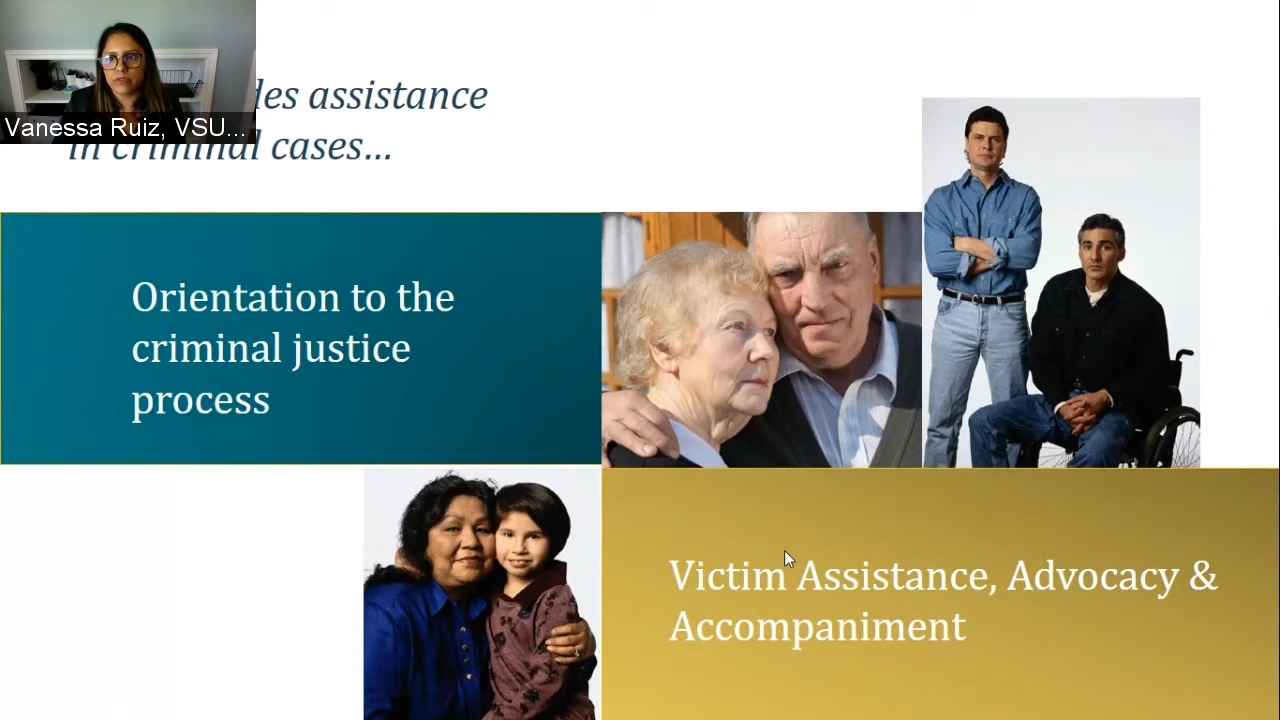 Vanessa Ruiz, VSU...
des assistance
in criminal cases...
Orientation to the
criminal justice
process
Victim Assistance, Advocacy &
Accompaniment